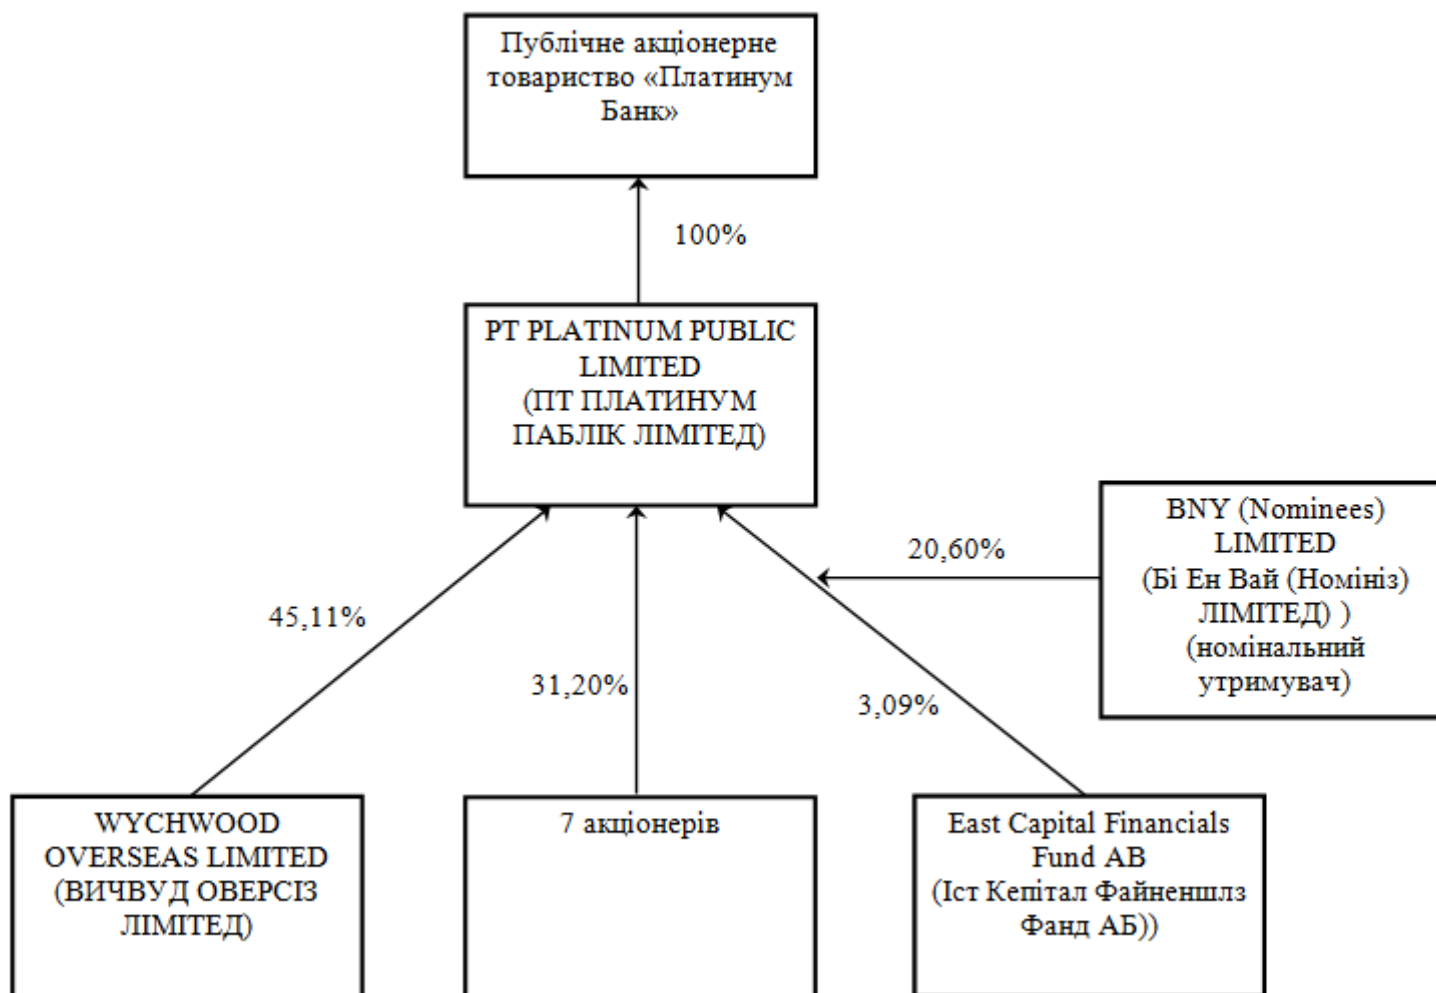 Публічне акціонерне
товариство «Платинум
Банк»
100%
PT PLATINUM PUBLIC
LIMITED
(ПТ ПЛАТИНУМ
ПАБЛІК ЛІМІТЕД)
BNY (Nominees)
LIMITED
(Бі Ен Вай (Номініз)
ЛІМІТЕД) )
(номінальний
утримувач)
20,60%
45,11%
31,20%
3,09%
WYCHWOOD
OVERSEAS LIMITED
(ВИЧВУД ОВЕРСІЗ
ЛІМІТЕД)
7 акціонерів
East Capital Financials
Fund AB
(Іст Кепітал Файненшлз
Фанд АБ))